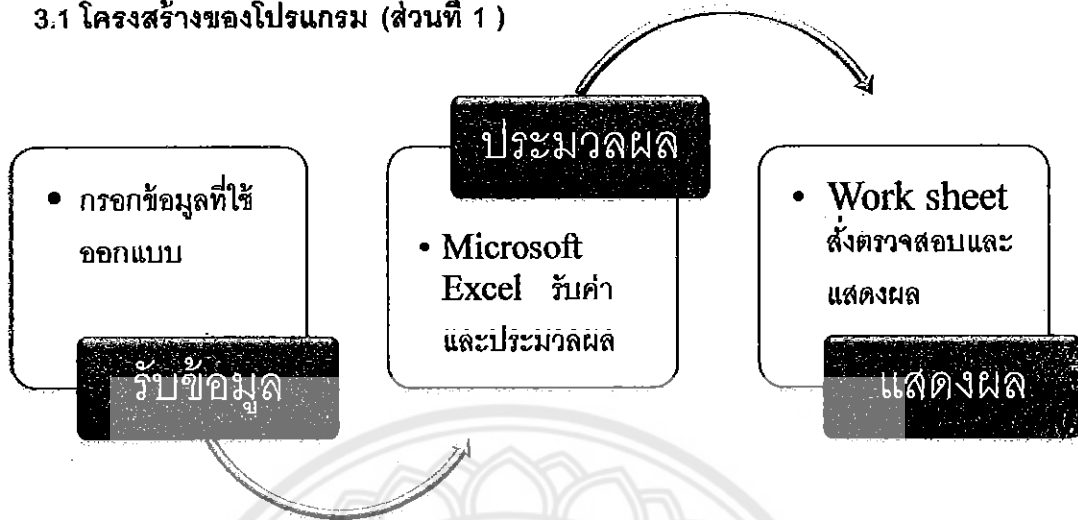 3.1 โครงสร้างของโปรแกรม (ส่วนที่ 1 )
• กรอกข้อมูลที่ใช้
ออกแบบ
รับข้อมูล
ประมวลผล
• Microsoft
Excel รับค่า
และประมวลผล
• Work sheet
สั่งตรวจสอบและ
แสดงผล
แสดงผล